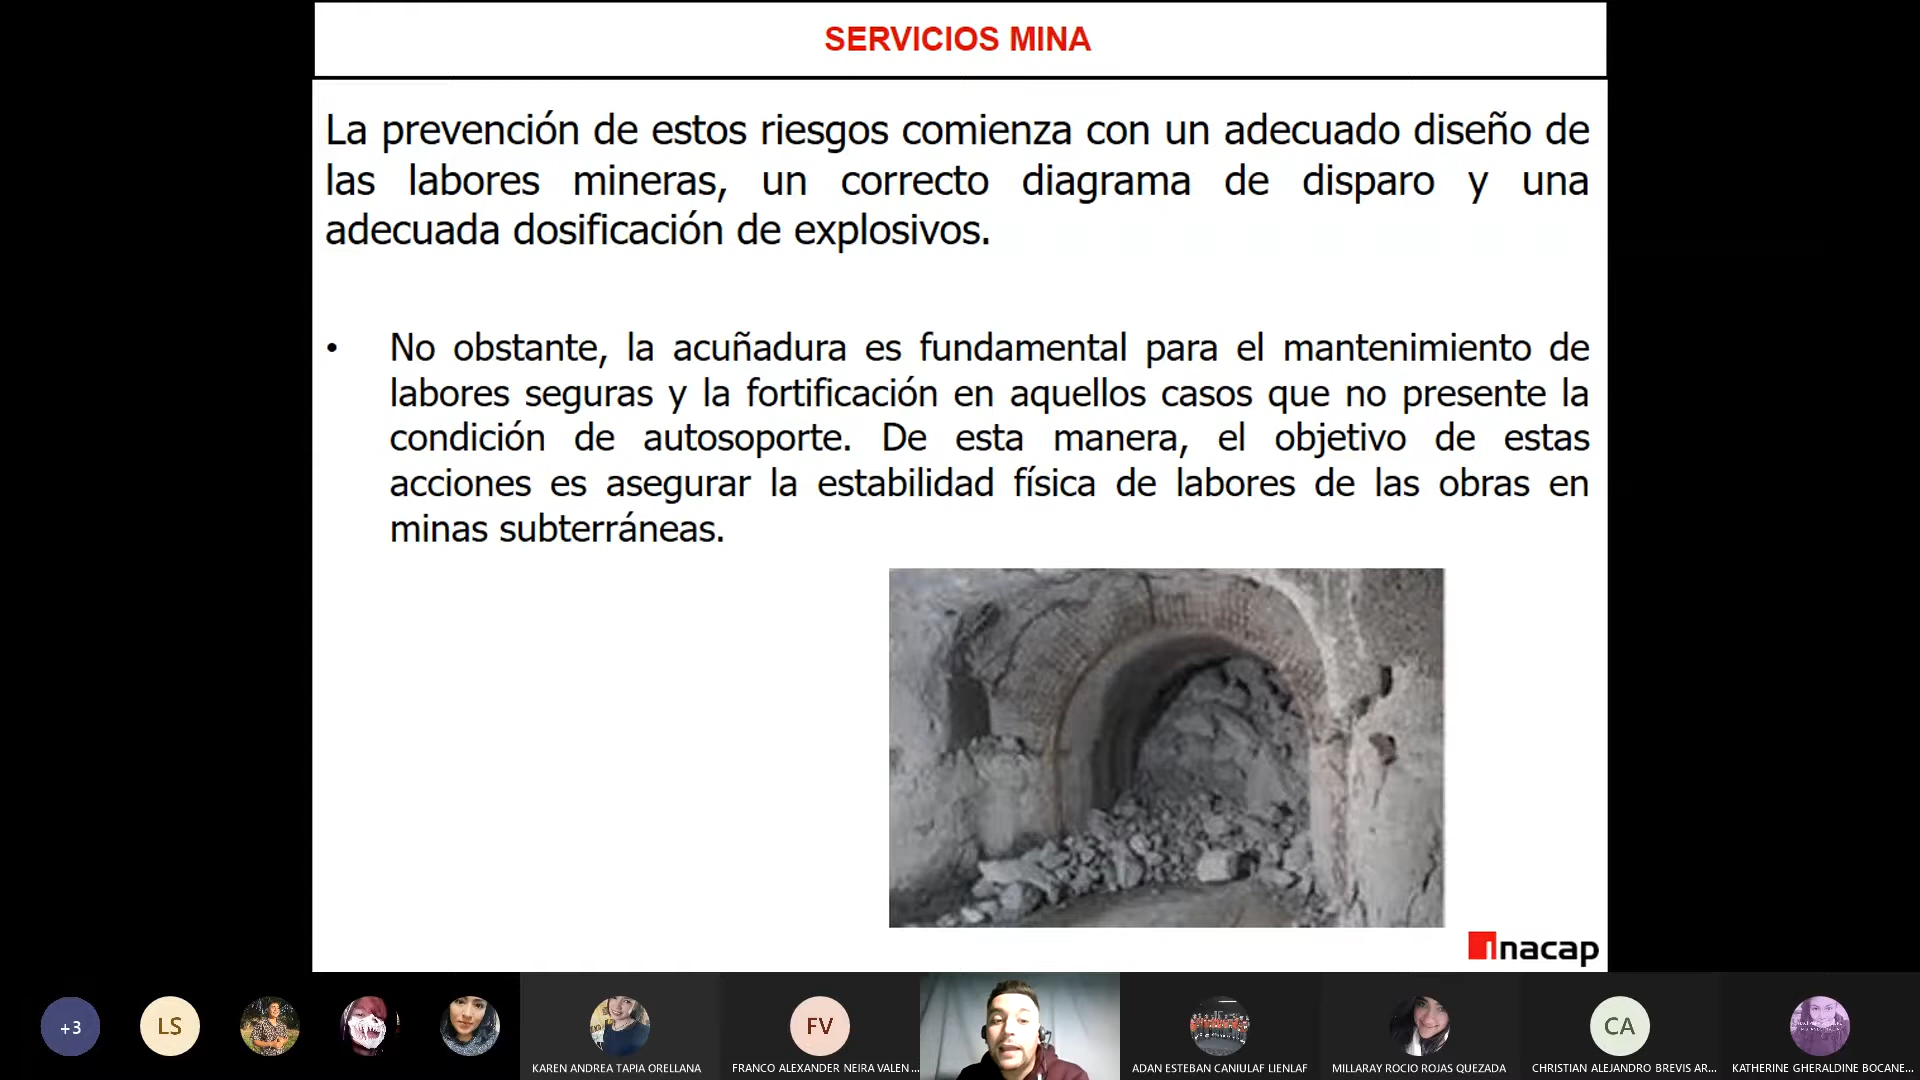 SERVICIOS MINA
La prevención de estos riesgos comienza con un adecuado diseño de
las labores mineras, un correcto diagrama de disparo y una
adecuada dosificación de explosivos.
• No obstante, la acuñadura es fundamental para el mantenimiento de
labores seguras y la fortificación en aquellos casos que no presente la
condición de autosoporte. De esta manera, el objetivo de estas
acciones es asegurar la estabilidad física de labores de las obras en
minas subterráneas.
inacap
+3
LS
FV
CA
KAREN ANDREA TAPIA ORELLANA
FRANCO ALEXANDER NEIRA VALEN...
ADAN ESTEBAN CANIULAF LIENLAF
MILLARAY ROCIO ROJAS QUEZADA
CHRISTIAN ALEJANDRO BREVIS AR...
KATHERINE GHERALDINE BOCANE...